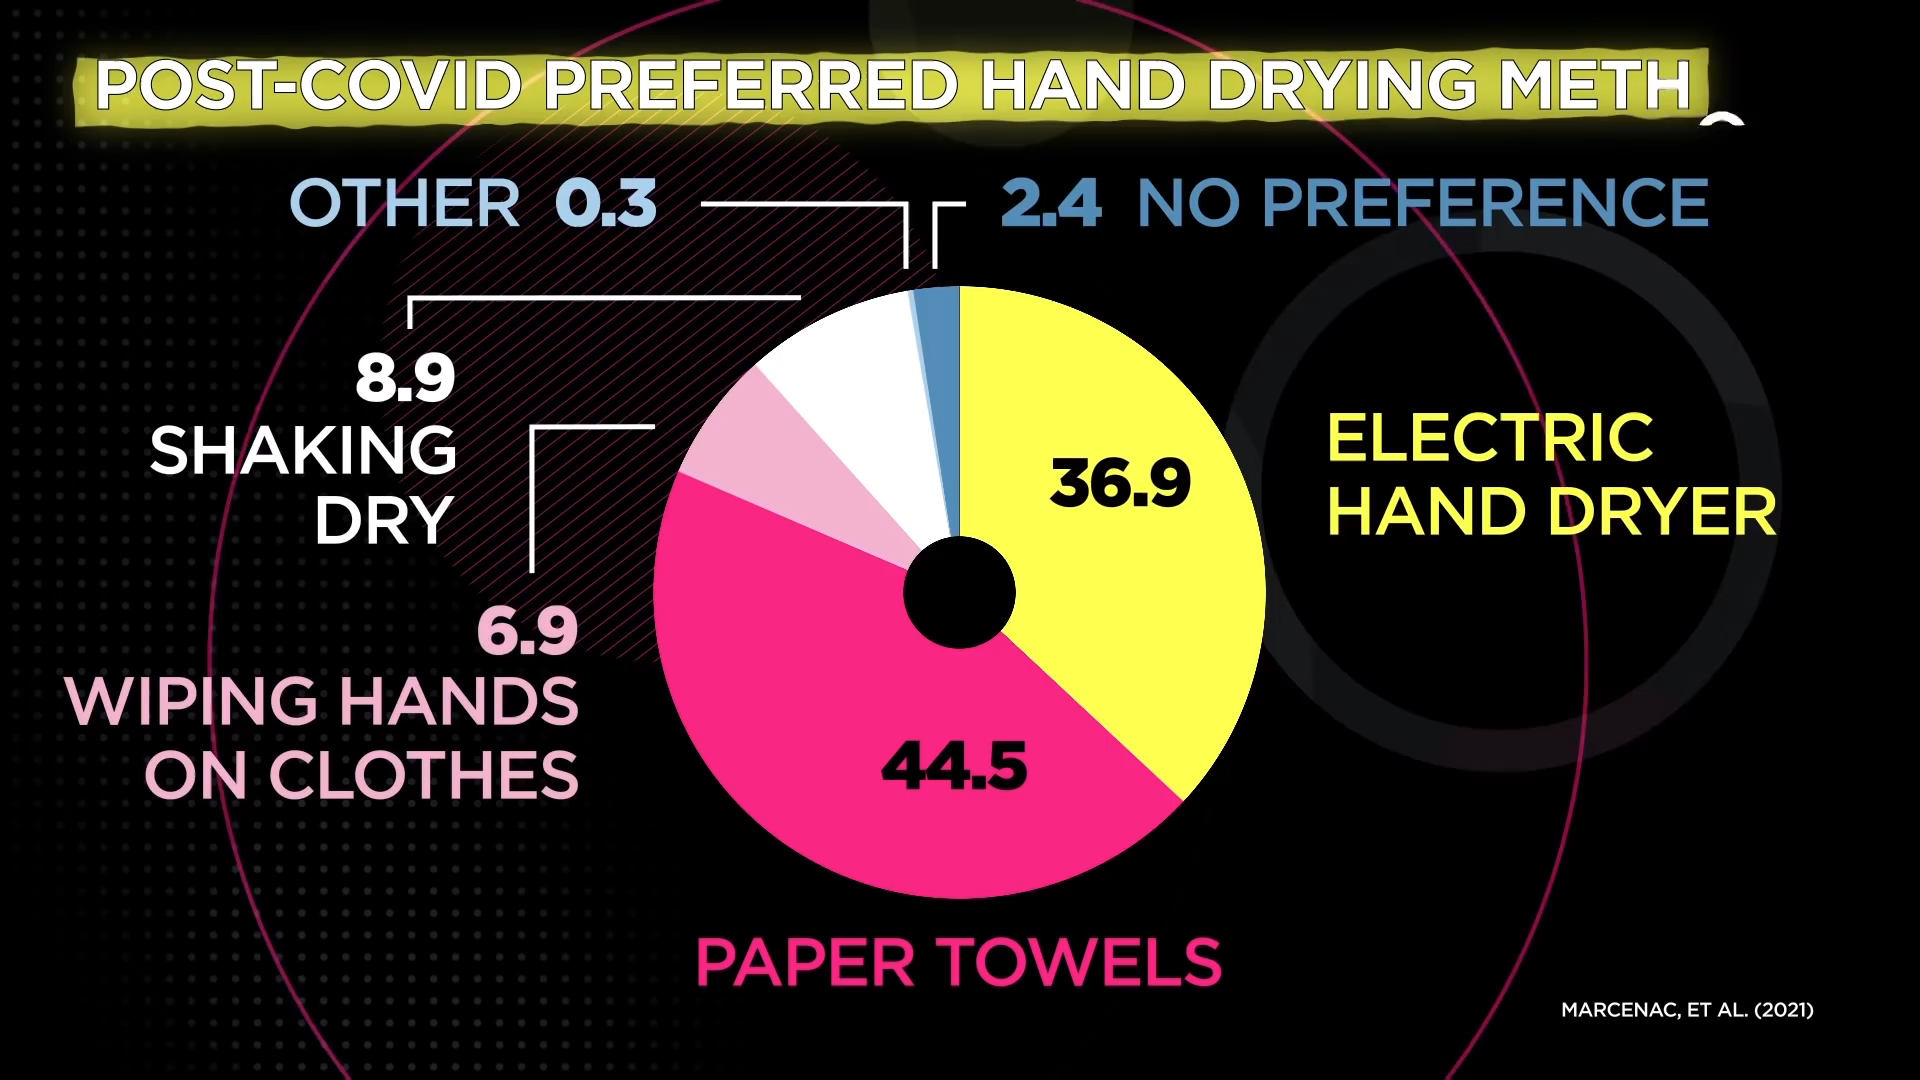 POST-COVID PREFERRED HAND DRYING METH
OTHER 0.3
2.4 NO PREFERENCE
8.9
SHAKING
DRY
36.9
ELECTRIC
HAND DRYER
6.9
WIPING HANDS
ON CLOTHES
44.5
PAPER TOWELS
MARCENAC, ET AL. (2021)